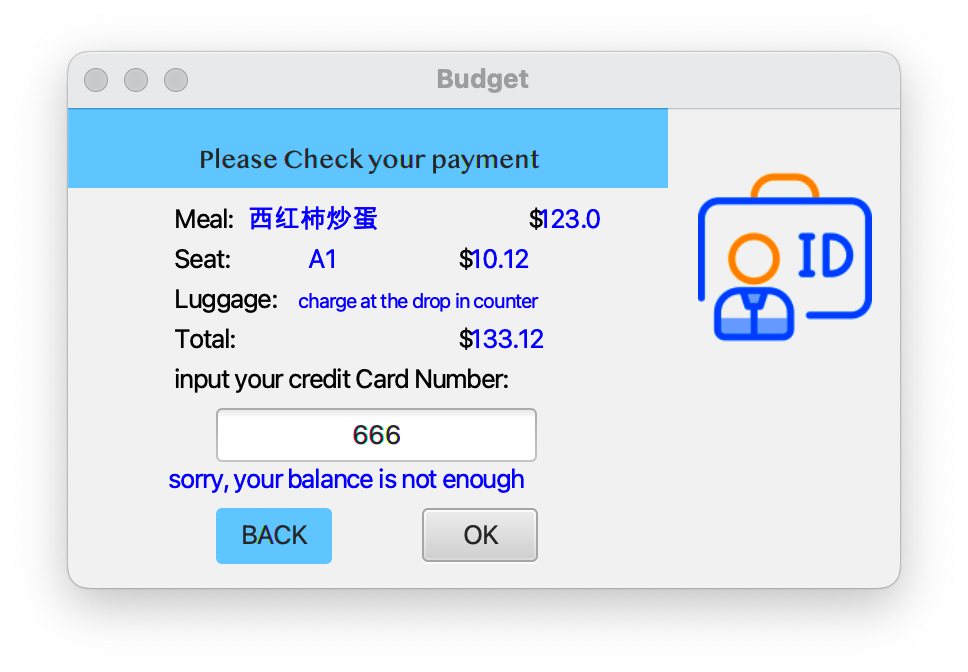 Budget
Please Check your payment
Meal: 西红柿炒蛋 $123.0
Seat: A1 $10.12
Luggage: charge at the drop in counter
Total: $133.12
input your credit Card Number:
666
sorry, your balance is not enough
BACK OK
ID